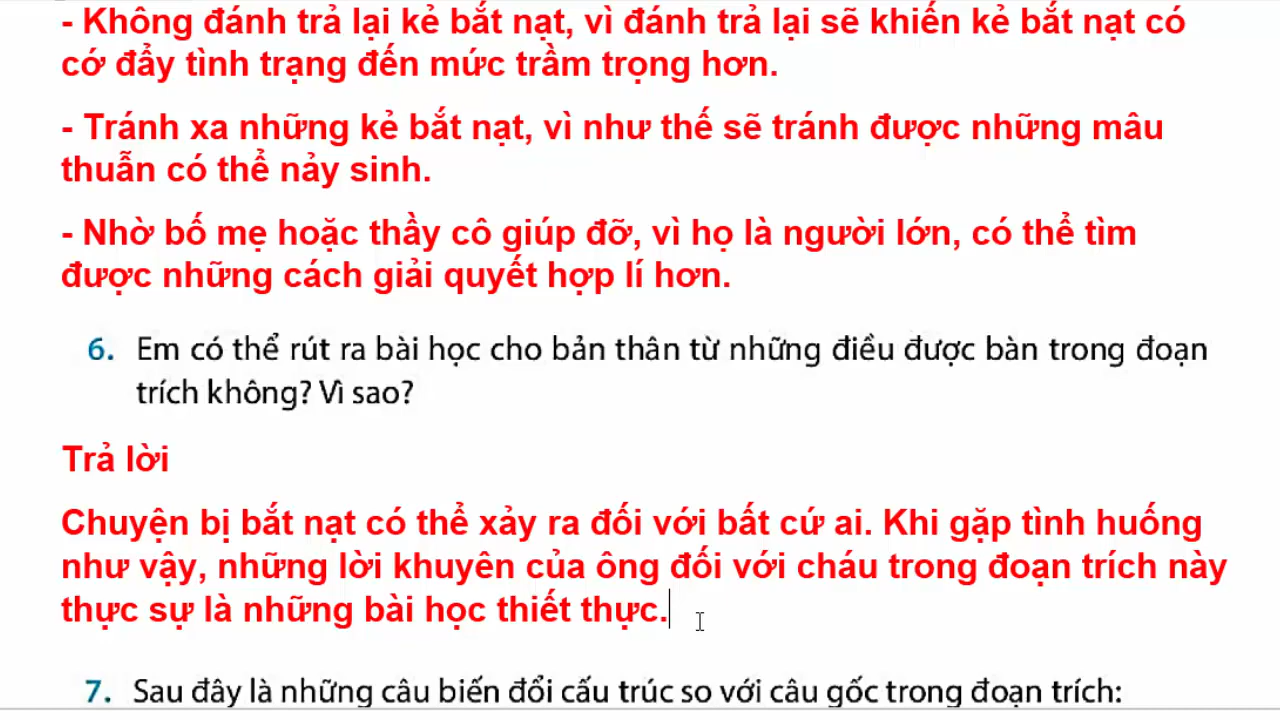 - Không đánh trả lại kẻ bắt nạt, vì đánh trả lại sẽ khiến kẻ bắt nạt có
cớ đẩy tình trạng đến mức trầm trọng hơn.
- Tránh xa những kẻ bắt nạt, vì như thế sẽ tránh được những mâu
thuẫn có thể nảy sinh.
- Nhờ bố mẹ hoặc thầy cô giúp đỡ, vì họ là người lớn, có thể tìm
được những cách giải quyết hợp lí hơn.
6. Em có thể rút ra bài học cho bản thân từ những điều được bàn trong đoạn
trích không? Vì sao?
Trả lời
Chuyện bị bắt nạt có thể xảy ra đối với bất cứ ai. Khi gặp tình huống
như vậy, những lời khuyên của ông đối với cháu trong đoạn trích này
thực sự là những bài học thiết thực.
7. Sau đây là những câu biến đổi cấu trúc so với câu gốc trong đoạn trích: